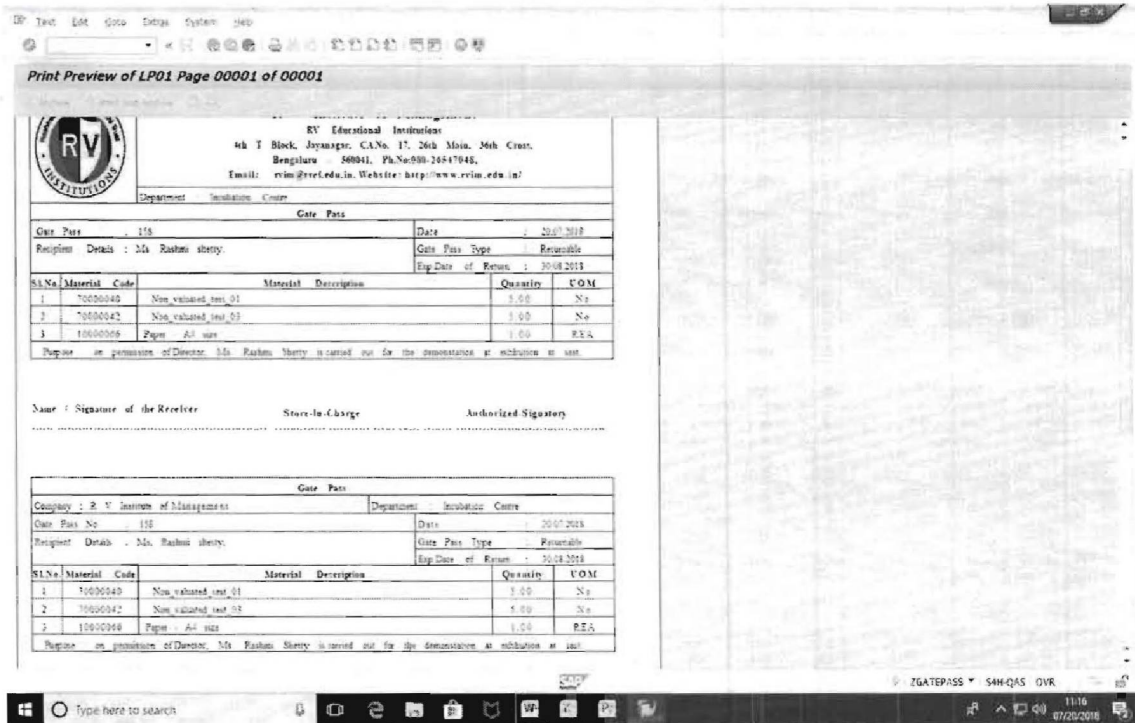 Text Edit Goto Extras System Help
Print Preview of LP01 Page 00001 of 00001
RV
INSTITUTIONS
RV Educational Institutions
4th T Block, Jayanagar, CA No. 17, 26th Main, 36th Cross,
Bengaluru 560041, Ph.No:080-26547048,
Email: rvim@rvei.edu.in, Website: http://www.rvim.edu.in/
Department Incubation Centre
Gate Pass
Gate Pass : 158 Date : 20.07.2018
Recipient Details : Ms Rashmi shetty. Gate Pass Type : Returnable
Exp Date of Return : 30.08.2018
Sl.No. Material Code Material Description Quantity UOM
1 70000040 Non_valuated_test_01 5.00 No
2 70000042 Non_valuated_test_03 5.00 No
3 10000066 Paper A4 size 1.00 REA
Purpose on permission of Director, Ms Rashmi Shetty is carried out for the
Name : Signature of the Receiver Store-In-Charge Authorized Signatory
Gate Pass
Company : R V Institute of Management Department : Incubation Centre
Gate Pass No : 158 Date : 20.07.2018
Recipient Details : Ms. Rashmi shetty. Gate Pass Type : Returnable
Exp Date of Return : 30.08.2018
Sl.No. Material Code Material Description Quantity UOM
1 70000040 Non_valuated_test_01 5.00 No
2 70000042 Non_valuated_test_03 5.00 No
3 10000066 Paper - A4 size 1.00 REA
Purpose on permission of Director, Ms Rashmi Shetty is carried out for the
SAP
ZGATEPASS S4H-QAS OVR
Type here to search
11:16
07/20/2018